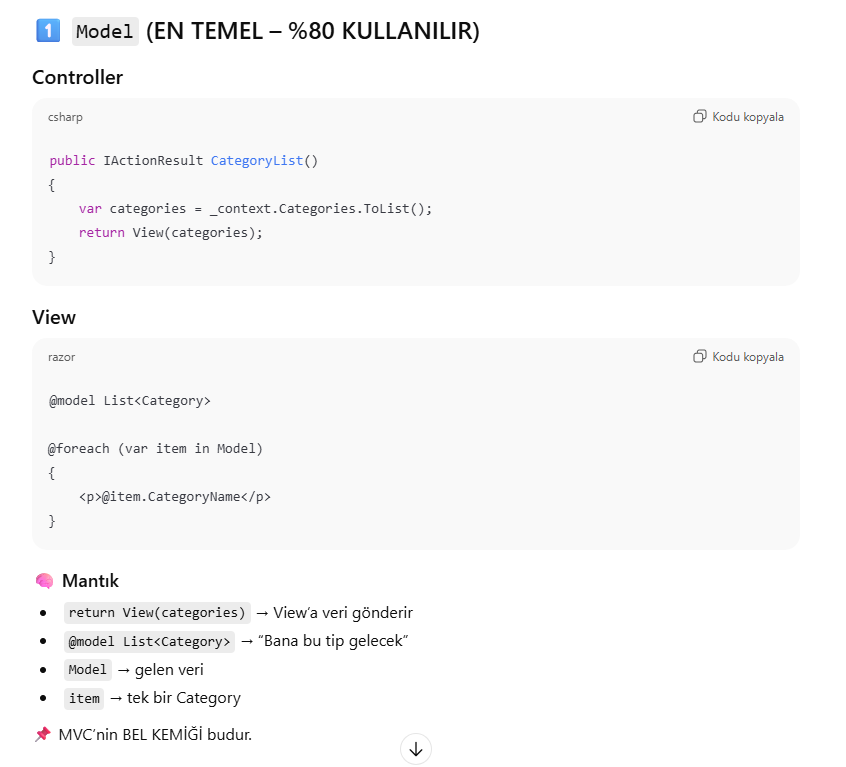 1 Model (EN TEMEL – %80 KULLANILIR)
Controller
csharp Kodu kopyala
public IActionResult CategoryList()
{
    var categories = _context.Categories.ToList();
    return View(categories);
}
View
razor Kodu kopyala
@model List<Category>
@foreach (var item in Model)
{
    <p>@item.CategoryName</p>
}
🧠 Mantık
• return View(categories) → View’a veri gönderir
• @model List<Category> → “Bana bu tip gelecek”
• Model → gelen veri
• item → tek bir Category
📌 MVC’nin BEL KEMİĞİ budur.